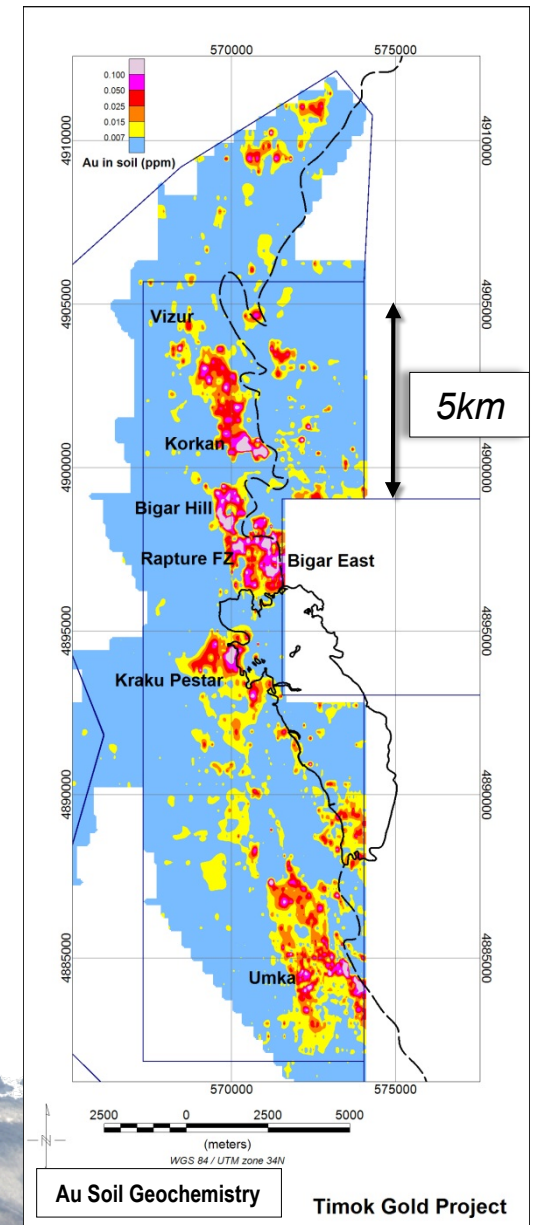 570000 575000
0.100
0.050
0.025
0.015
0.007
Au in soil (ppm)
4910000 4910000
4905000 4905000
Vizur
5km
Korkan
4900000 4900000
Bigar Hill
Rapture FZ Bigar East
4895000 4895000
Kraku Pestar
4890000 4890000
4885000 4885000
Umka
570000 575000
2500 0 2500 5000
(meters)
WGS 84 / UTM zone 34N
N
Au Soil Geochemistry
Timok Gold Project